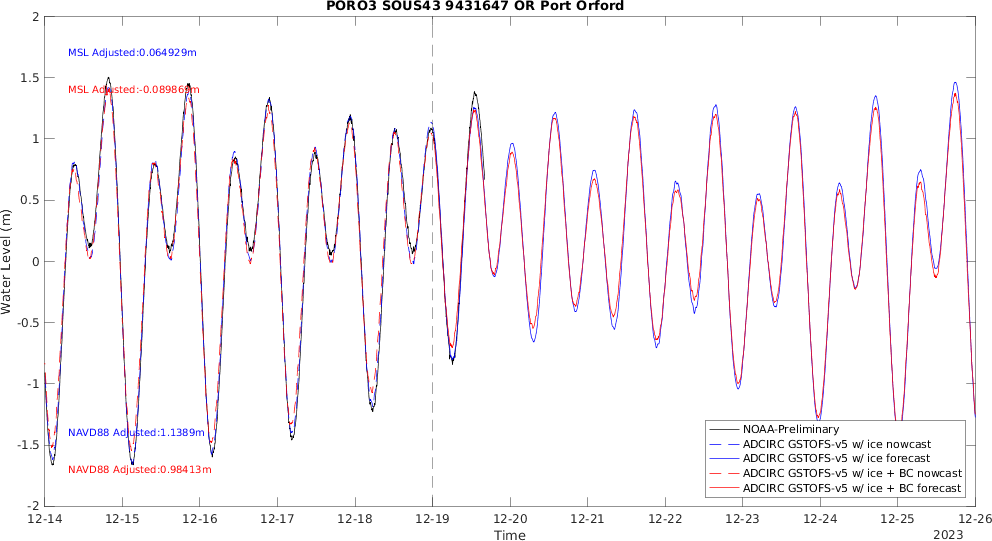 PORO3 SOUS43 9431647 OR Port Orford
2
1.5
1
0.5
0
-0.5
-1
-1.5
-2
Water Level (m)
MSL Adjusted:0.064929m
MSL Adjusted:-0.089869m
NAVD88 Adjusted:1.1389m
NAVD88 Adjusted:0.98413m
NOAA-Preliminary
ADCIRC GSTOFS-v5 w/ ice nowcast
ADCIRC GSTOFS-v5 w/ ice forecast
ADCIRC GSTOFS-v5 w/ ice + BC nowcast
ADCIRC GSTOFS-v5 w/ ice + BC forecast
12-14 12-15 12-16 12-17 12-18 12-19 12-20 12-21 12-22 12-23 12-24 12-25 12-26
Time
2023